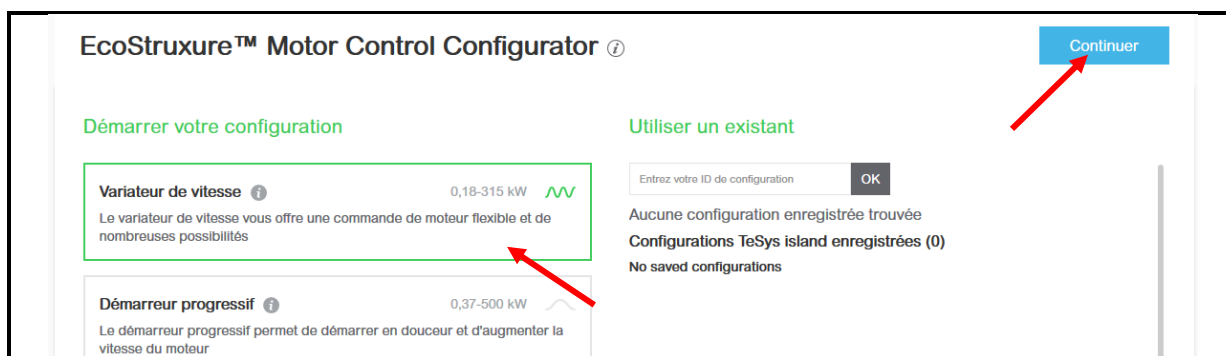 EcoStruxure™ Motor Control Configurator
Continuer
Démarrer votre configuration
Variateur de vitesse
0,18-315 kW
Le variateur de vitesse vous offre une commande de moteur flexible et de
nombreuses possibilités
Démarreur progressif
0,37-500 kW
Le démarreur progressif permet de démarrer en douceur et d'augmenter la
vitesse du moteur
Utiliser un existant
Entrez votre ID de configuration
OK
Aucune configuration enregistrée trouvée
Configurations TeSys island enregistrées (0)
No saved configurations